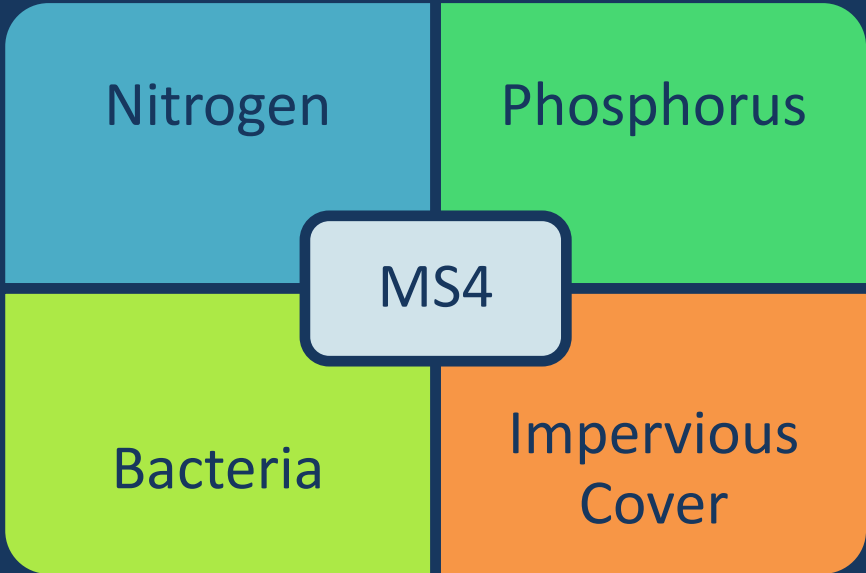 Nitrogen
Phosphorus
MS4
Bacteria
Impervious
Cover